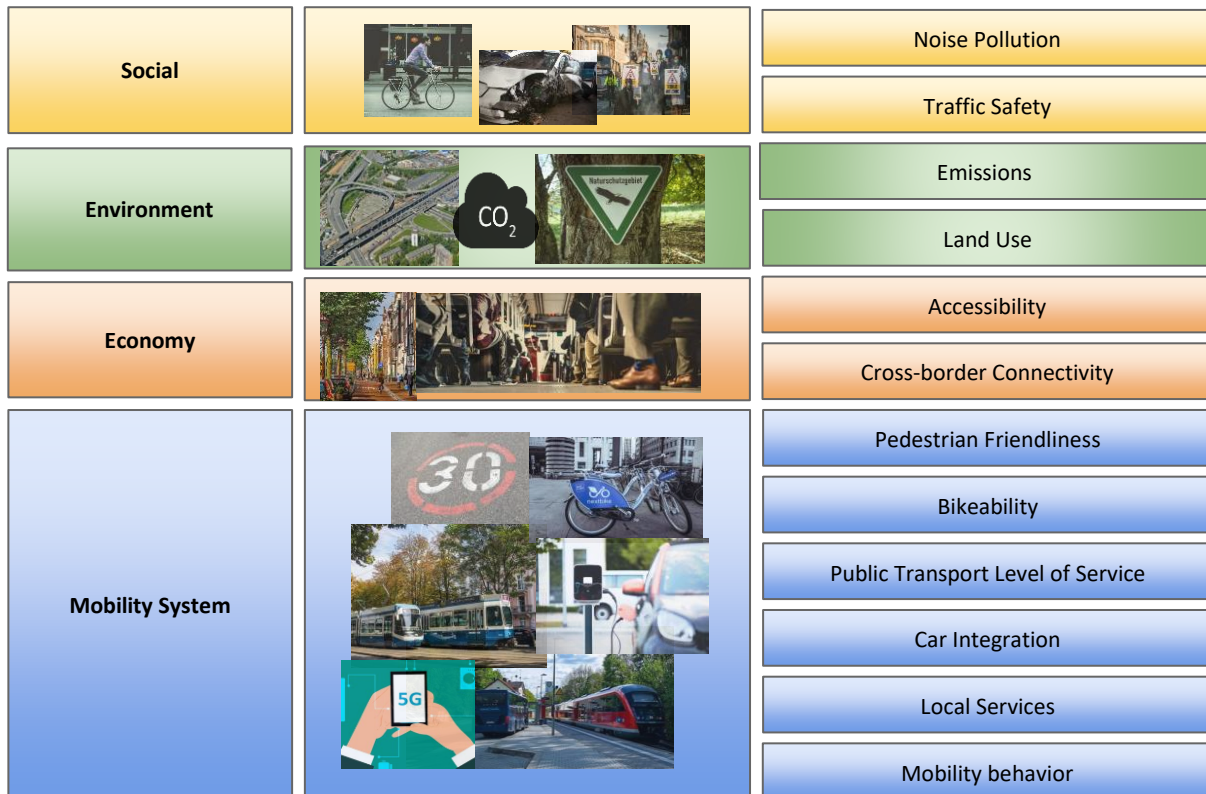 Social
Noise Pollution
Traffic Safety
Environment
Naturschutzgebiet
CO2
Emissions
Land Use
Economy
Accessibility
Cross-border Connectivity
Mobility System
30
nextbike
5G
Pedestrian Friendliness
Bikeability
Public Transport Level of Service
Car Integration
Local Services
Mobility behavior